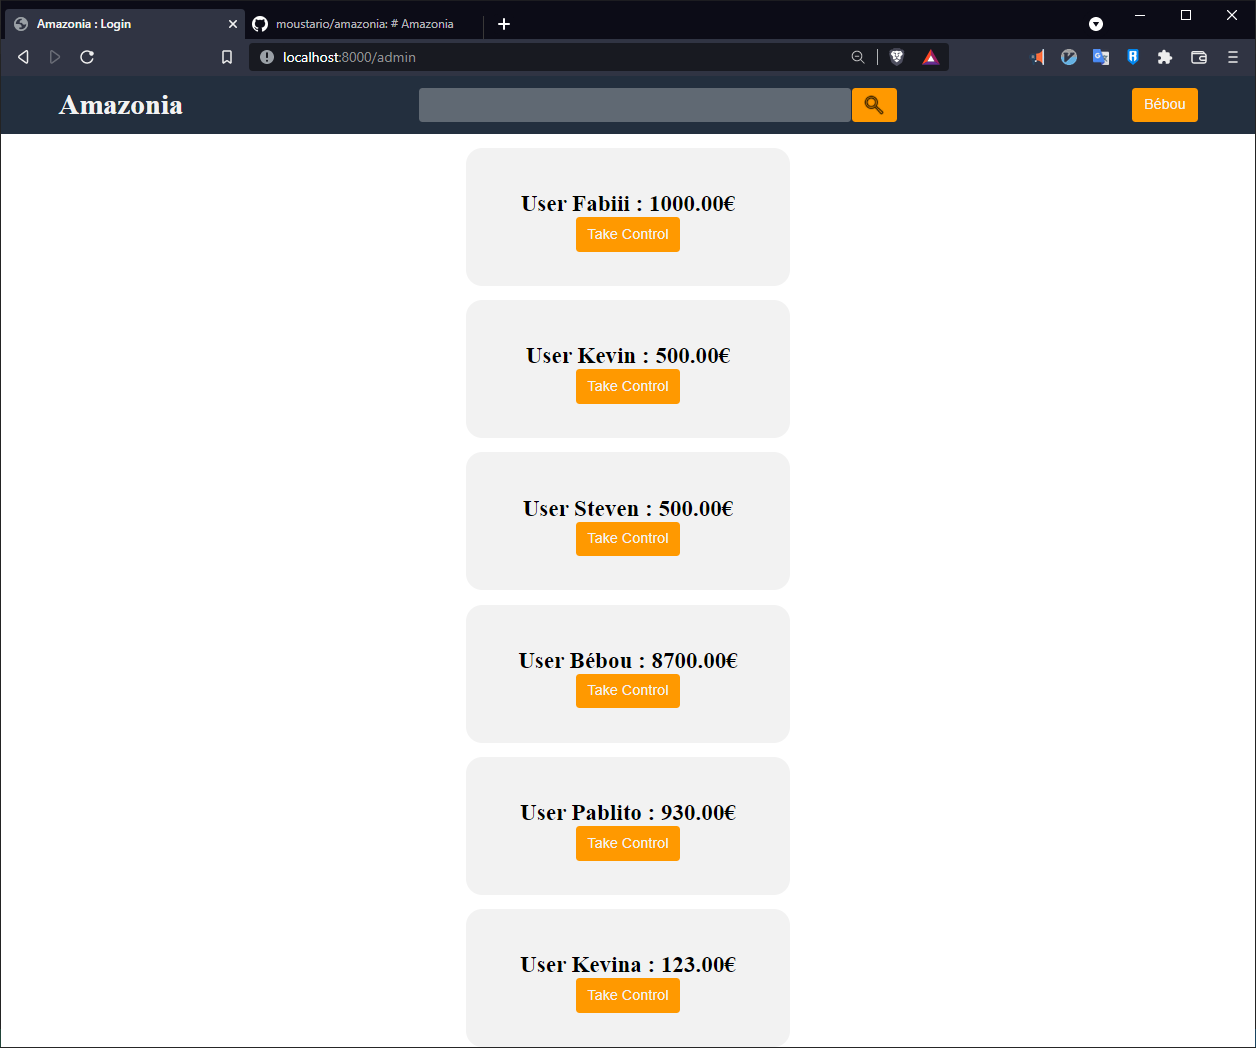 Amazonia : Login
moustario/amazonia: # Amazonia
localhost:8000/admin
Amazonia
Bébou
User Fabiii : 1000.00€
Take Control
User Kevin : 500.00€
Take Control
User Steven : 500.00€
Take Control
User Bébou : 8700.00€
Take Control
User Pablito : 930.00€
Take Control
User Kevina : 123.00€
Take Control